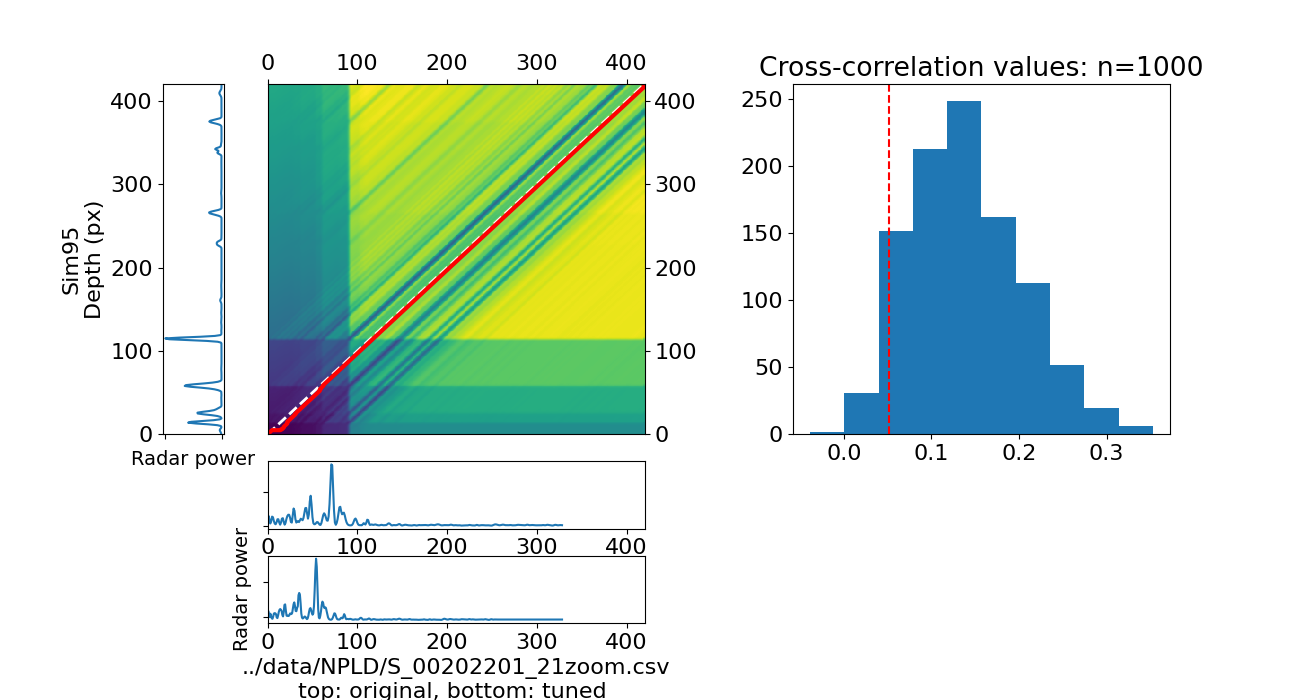 0 100 200 300 400
Cross-correlation values: n=1000
400
300
200
100
0
Sim95
Depth (px)
Radar power
400
300
200
100
0
250
200
150
100
50
0
0.0 0.1 0.2 0.3
0 100 200 300 400
Radar power
0 100 200 300 400
../data/NPLD/S_00202201_21zoom.csv
top: original, bottom: tuned